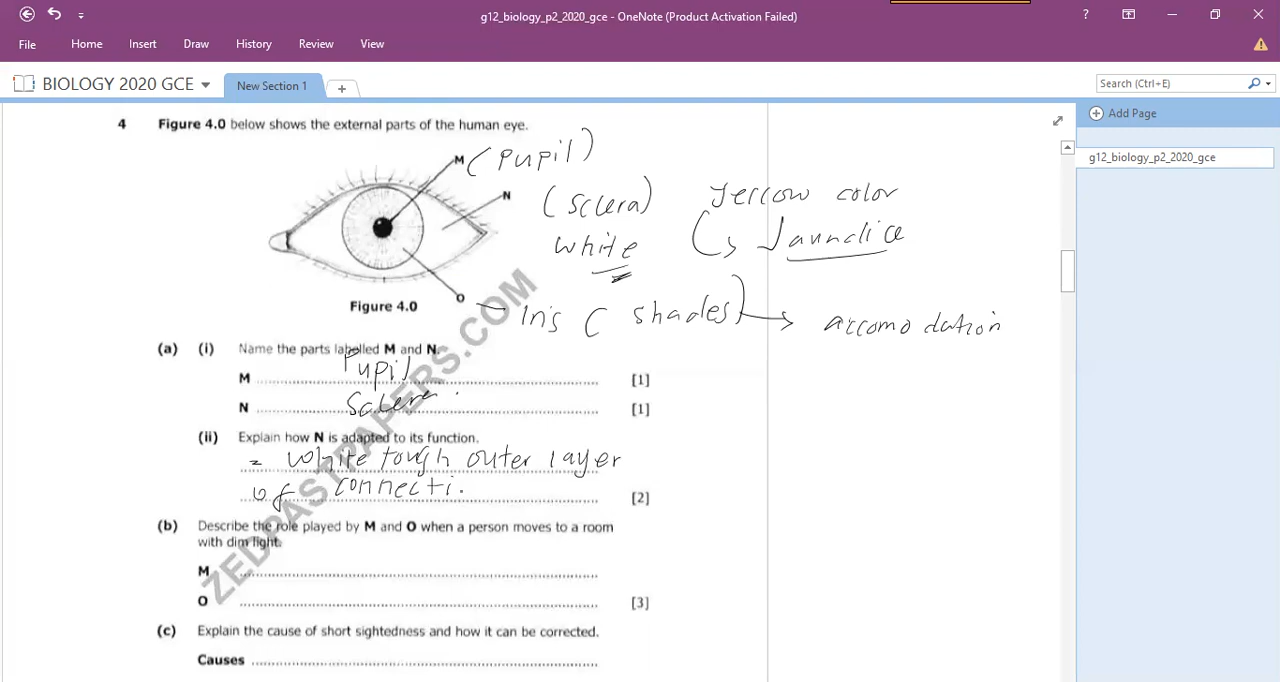 g12_biology_p2_2020_gce - OneNote (Product Activation Failed)
File Home Insert Draw History Review View
BIOLOGY 2020 GCE New Section 1 +
Search (Ctrl+E)
Add Page
g12_biology_p2_2020_gce
4 Figure 4.0 below shows the external parts of the human eye.
M (Pupil)
N
(Sclera) yellow color
white Jaundice
O
Iris (shades) accomodation
Figure 4.0
(a) (i) Name the parts labelled M and N.
Pupil
M [1]
Sclera
N [1]
(ii) Explain how N is adapted to its function.
= white tough outer layer
of connecti. [2]
(b) Describe the role played by M and O when a person moves to a room
with dim light.
M
O [3]
(c) Explain the cause of short sightedness and how it can be corrected.
Causes
ZEDPASTPAPERS.COM